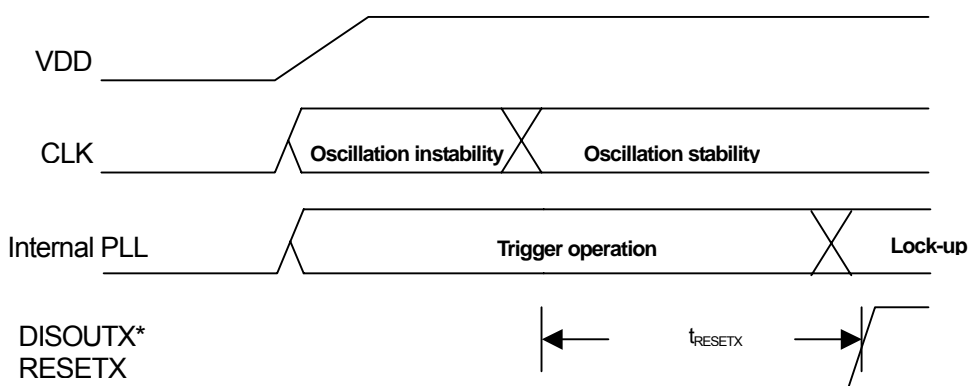 VDD
CLK
Oscillation instability
Oscillation stability
Internal PLL
Trigger operation
Lock-up
DISOUTX*
RESETX
tRESETX